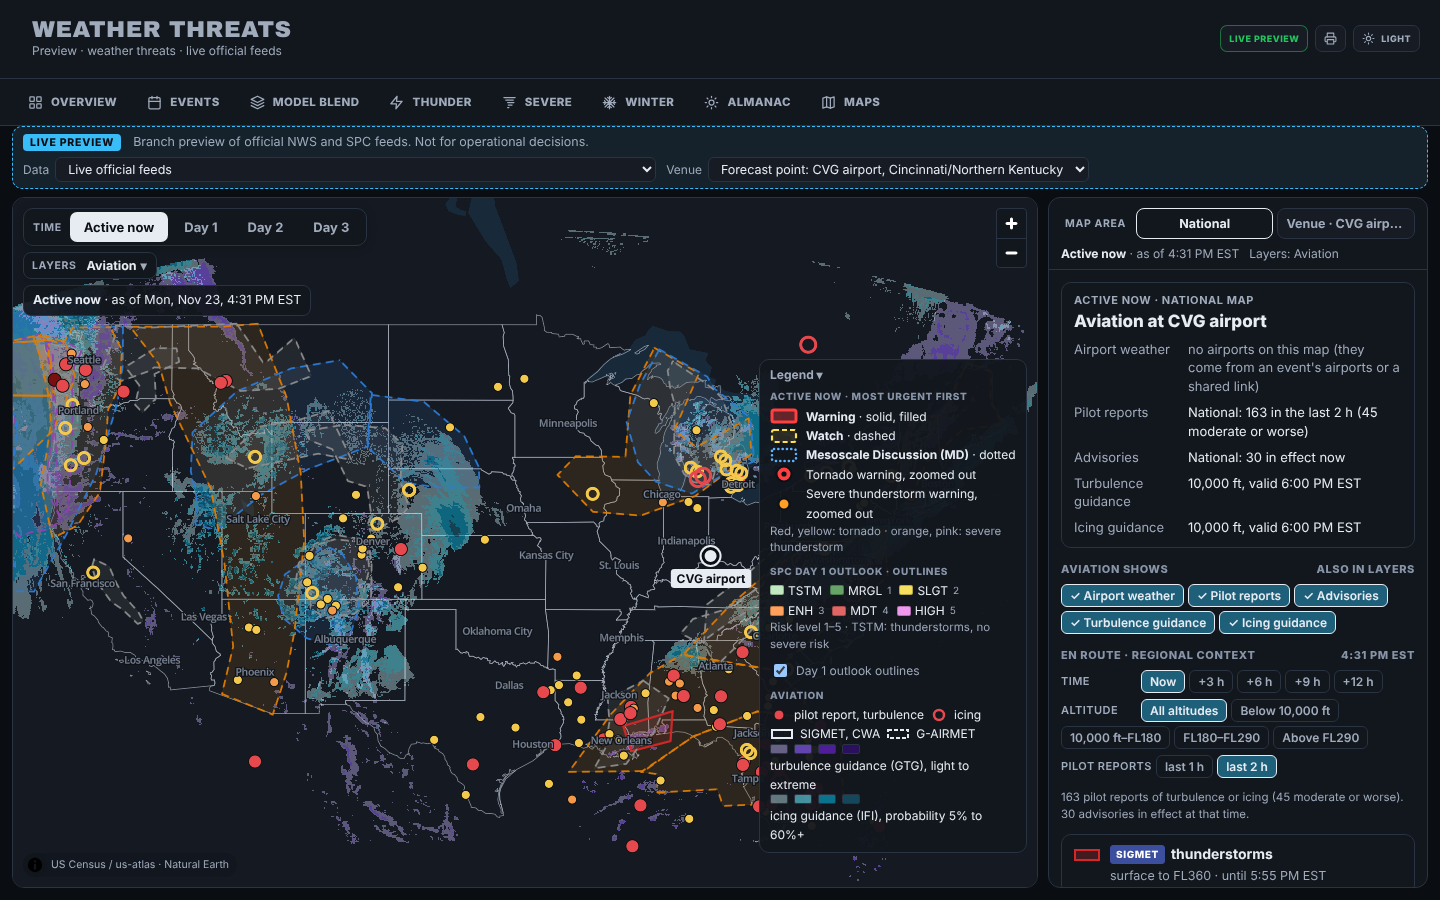 WEATHER THREATS
Preview · weather threats · live official feeds
LIVE PREVIEW
LIGHT
OVERVIEW
EVENTS
MODEL BLEND
THUNDER
SEVERE
WINTER
ALMANAC
MAPS
LIVE PREVIEW Branch preview of official NWS and SPC feeds. Not for operational decisions.
Data Live official feeds Venue Forecast point: CVG airport, Cincinnati/Northern Kentucky
TIME Active now Day 1 Day 2 Day 3
LAYERS Aviation ▾
Active now · as of Mon, Nov 23, 4:31 PM EST
+
−
Seattle
Portland
Minneapolis
Detroit
Chicago
Omaha
Salt Lake City
Denver
Indianapolis
Kansas City
St. Louis
CVG airport
San Francisco
Las Vegas
Oklahoma City
Memphis
Albuquerque
Los Angeles
Atlanta
Phoenix
Dallas
Jackson
Houston
New Orleans
US Census / us-atlas · Natural Earth
Legend ▾
ACTIVE NOW · MOST URGENT FIRST
Warning · solid, filled
Watch · dashed
Mesoscale Discussion (MD) · dotted
Tornado warning, zoomed out
Severe thunderstorm warning,
zoomed out
Red, yellow: tornado · orange, pink: severe
thunderstorm
SPC DAY 1 OUTLOOK · OUTLINES
TSTM MRGL 1 SLGT 2
ENH 3 MDT 4 HIGH 5
Risk level 1–5 · TSTM: thunderstorms, no
severe risk
Day 1 outlook outlines
AVIATION
pilot report, turbulence icing
SIGMET, CWA G-AIRMET
turbulence guidance (GTG), light to
extreme
icing guidance (IFI), probability 5% to
60%+
MAP AREA National Venue · CVG airp...
Active now · as of 4:31 PM EST Layers: Aviation
ACTIVE NOW · NATIONAL MAP
Aviation at CVG airport
Airport weather no airports on this map (they
come from an event's airports or a
shared link)
Pilot reports National: 163 in the last 2 h (45
moderate or worse)
Advisories National: 30 in effect now
Turbulence 10,000 ft, valid 6:00 PM EST
guidance
Icing guidance 10,000 ft, valid 6:00 PM EST
AVIATION SHOWS ALSO IN LAYERS
✓ Airport weather ✓ Pilot reports ✓ Advisories
✓ Turbulence guidance ✓ Icing guidance
EN ROUTE · REGIONAL CONTEXT 4:31 PM EST
TIME Now +3 h +6 h +9 h +12 h
ALTITUDE All altitudes Below 10,000 ft
10,000 ft–FL180 FL180–FL290 Above FL290
PILOT REPORTS last 1 h last 2 h
163 pilot reports of turbulence or icing (45 moderate or worse).
30 advisories in effect at that time.
SIGMET thunderstorms
surface to FL360 · until 5:55 PM EST